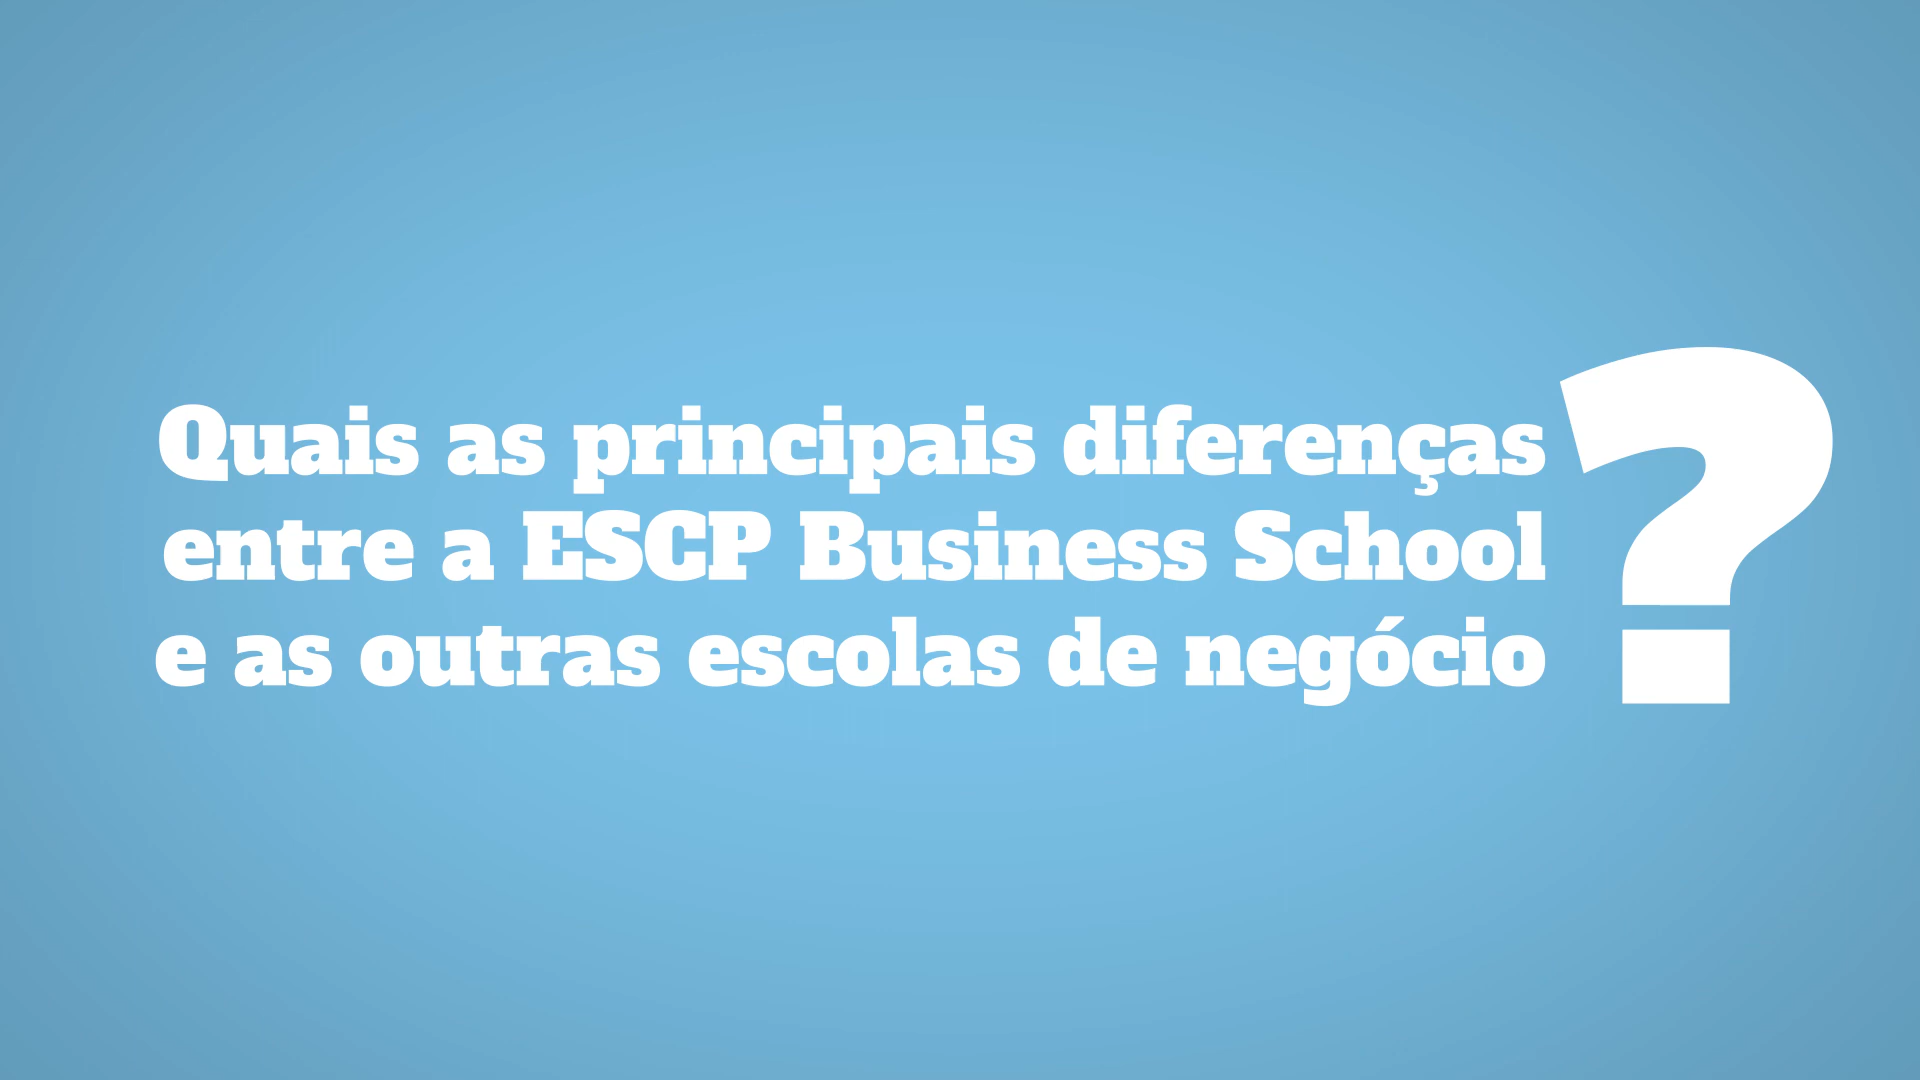 Quais as principais diferenças
entre a ESCP Business School
e as outras escolas de negócio?